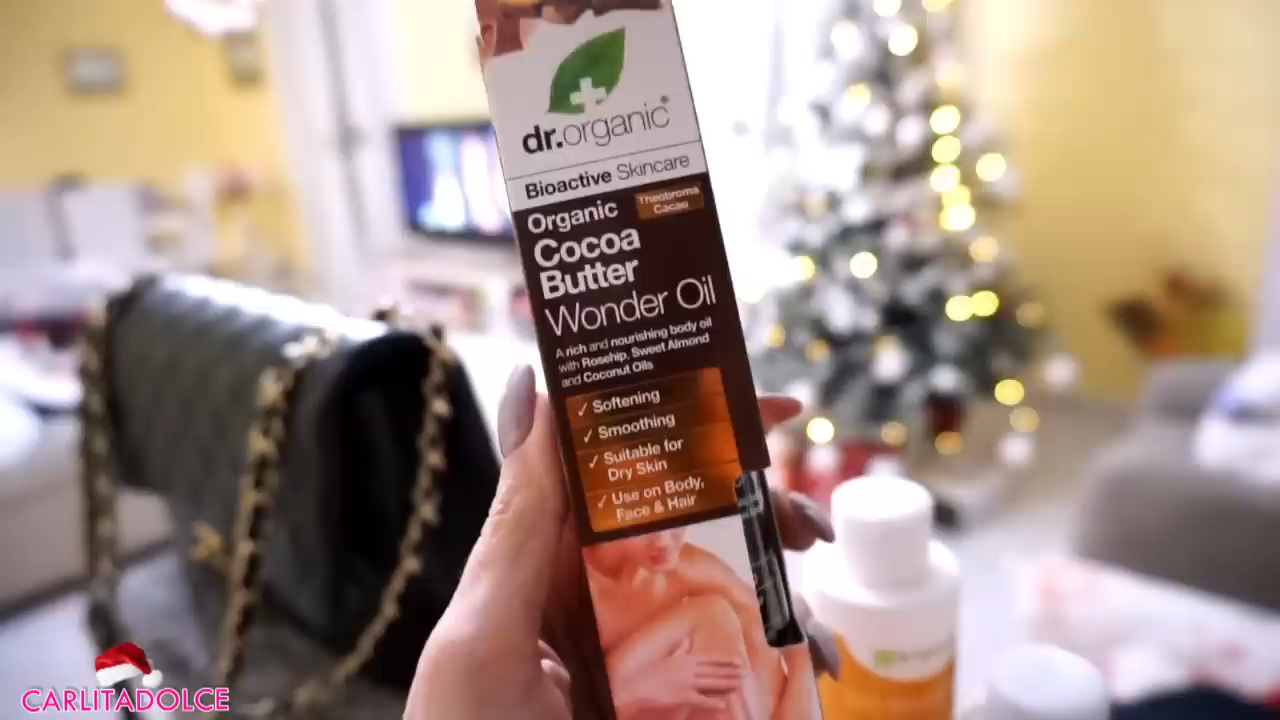 dr.organic®
Bioactive Skincare
Organic
Theobroma
Cacao
Cocoa
Butter
Wonder Oil
A rich and nourishing body oil
with Rosehip, Sweet Almond
and Coconut Oils
✓ Softening
✓ Smoothing
✓ Suitable for
Dry Skin
✓ Use on Body,
Face & Hair
CARLITADOLCE